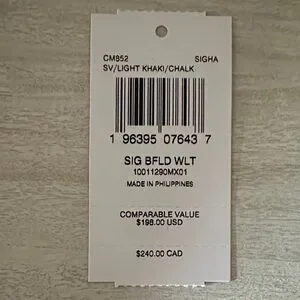 CM852 SIGHA
SV/LIGHT KHAKI/CHALK
1 96395 07643 7
SIG BFLD WLT
10011290MX01
MADE IN PHILIPPINES
COMPARABLE VALUE
$198.00 USD
$240.00 CAD